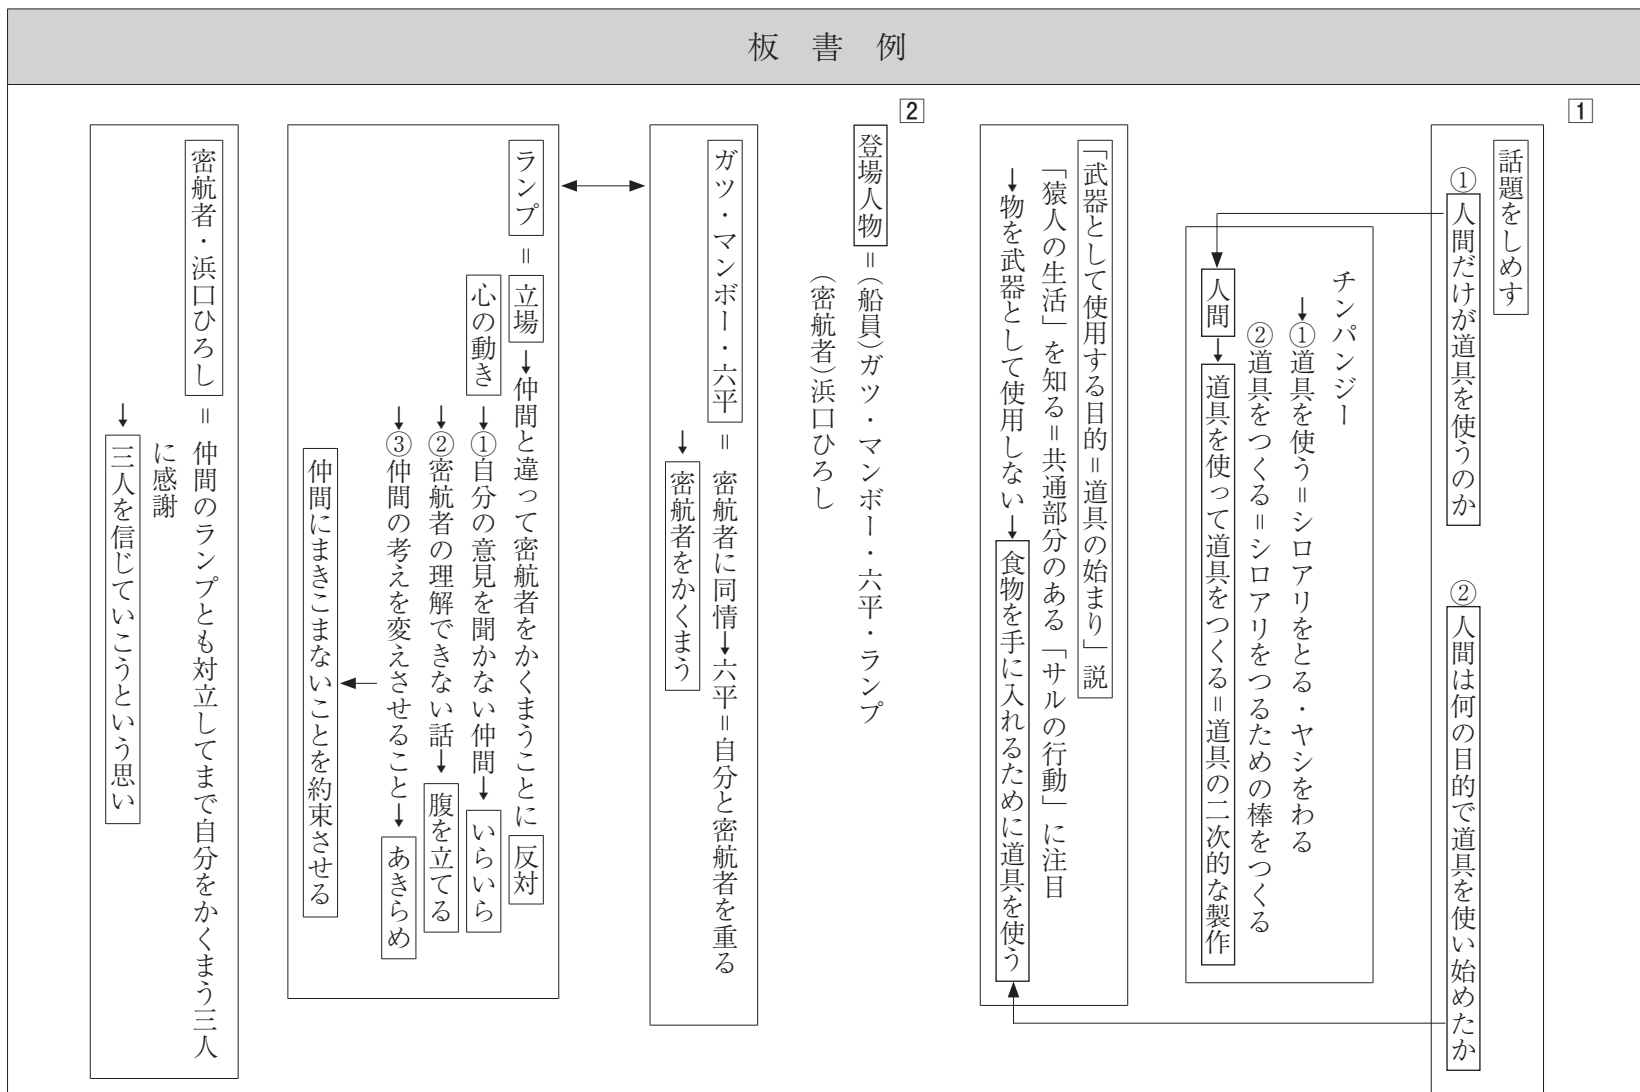 板書例
1
話題をしめす
①人間だけが道具を使うのか ②人間は何の目的で道具を使い始めたか
チンパンジー
→①道具を使う＝シロアリをとる・ヤシをわる
②道具をつくる＝シロアリをつるための棒をつくる
人間→道具を使って道具をつくる＝道具の二次的な製作
「武器として使用する目的＝道具の始まり」説
「猿人の生活」を知る＝共通部分のある「サルの行動」に注目
→物を武器として使用しない→食物を手に入れるために道具を使う
2
登場人物＝(船員)ガツ・マンボー・六平・ランプ
(密航者)浜口ひろし
ガツ・マンボー・六平＝密航者に同情→六平＝自分と密航者を重る
→密航者をかくまう
ランプ＝立場→仲間と違って密航者をかくまうことに反対
心の動き→①自分の意見を聞かない仲間→いらいら
→②密航者の理解できない話→腹を立てる
→③仲間の考えを変えさせること→あきらめ
仲間にまきこまないことを約束させる
密航者・浜口ひろし＝仲間のランプとも対立してまで自分をかくまう三人
に感謝
→三人を信じていこうという思い